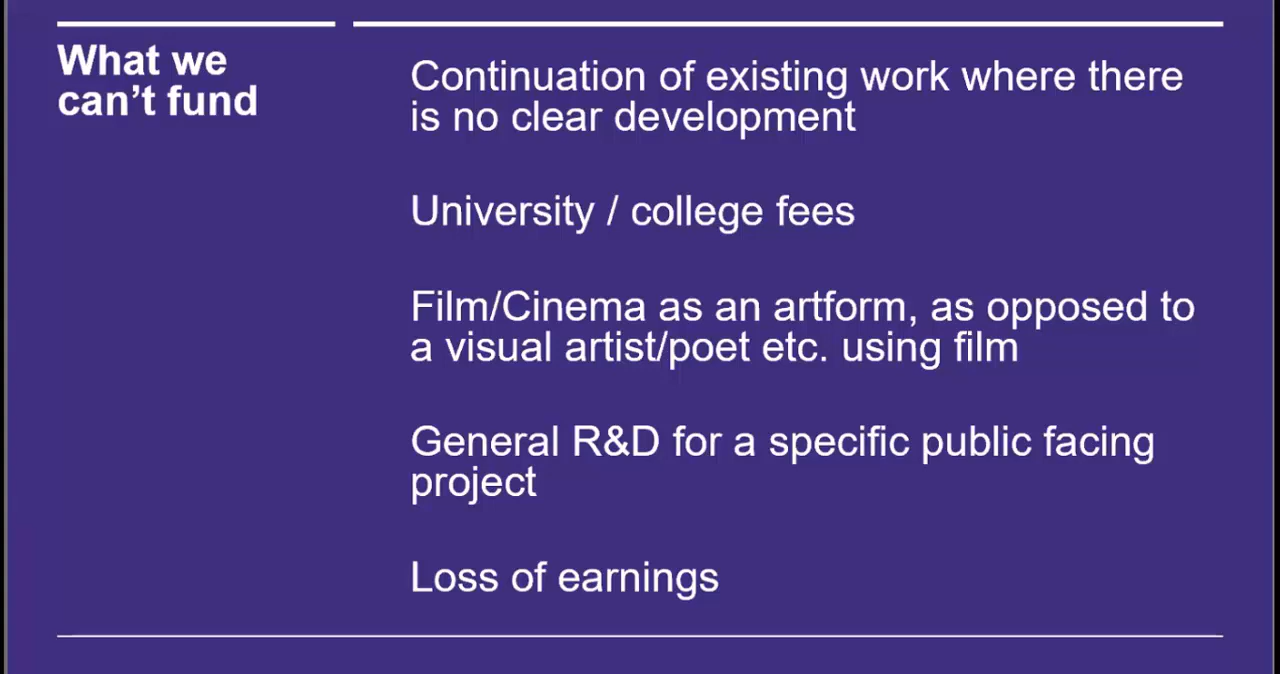 What we
can’t fund
Continuation of existing work where there
is no clear development
University / college fees
Film/Cinema as an artform, as opposed to
a visual artist/poet etc. using film
General R&D for a specific public facing
project
Loss of earnings